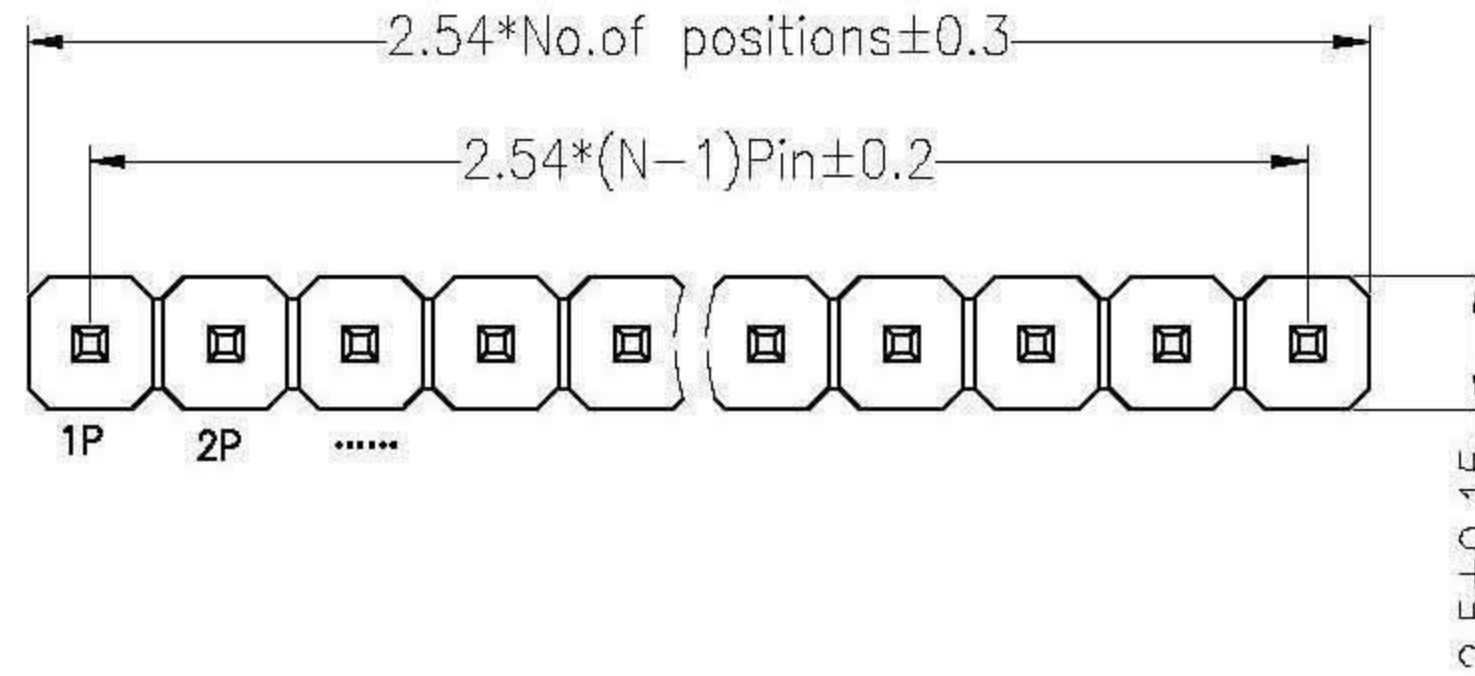 2.54*No.of positions±0.3
2.54*(N-1)Pin±0.2
1P
2P
......